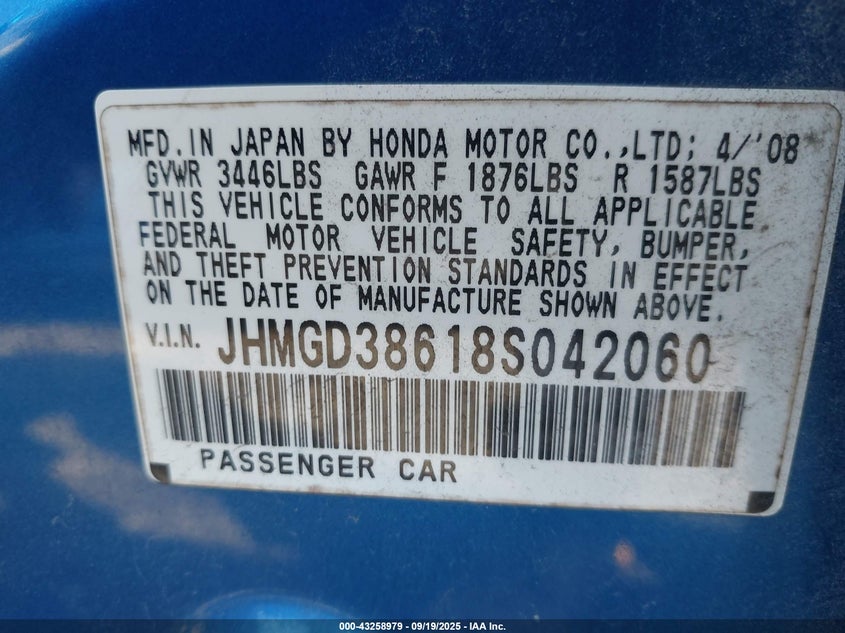 MFD. IN JAPAN BY HONDA MOTOR CO.,LTD; 4/'08
GVWR 3446LBS GAWR F 1876LBS R 1587LBS
THIS VEHICLE CONFORMS TO ALL APPLICABLE
FEDERAL MOTOR VEHICLE SAFETY, BUMPER,
AND THEFT PREVENTION STANDARDS IN EFFECT
ON THE DATE OF MANUFACTURE SHOWN ABOVE.
V.I.N. JHMGD38618S042060
PASSENGER CAR
000-43258979 - 09/19/2025 - IAA Inc.